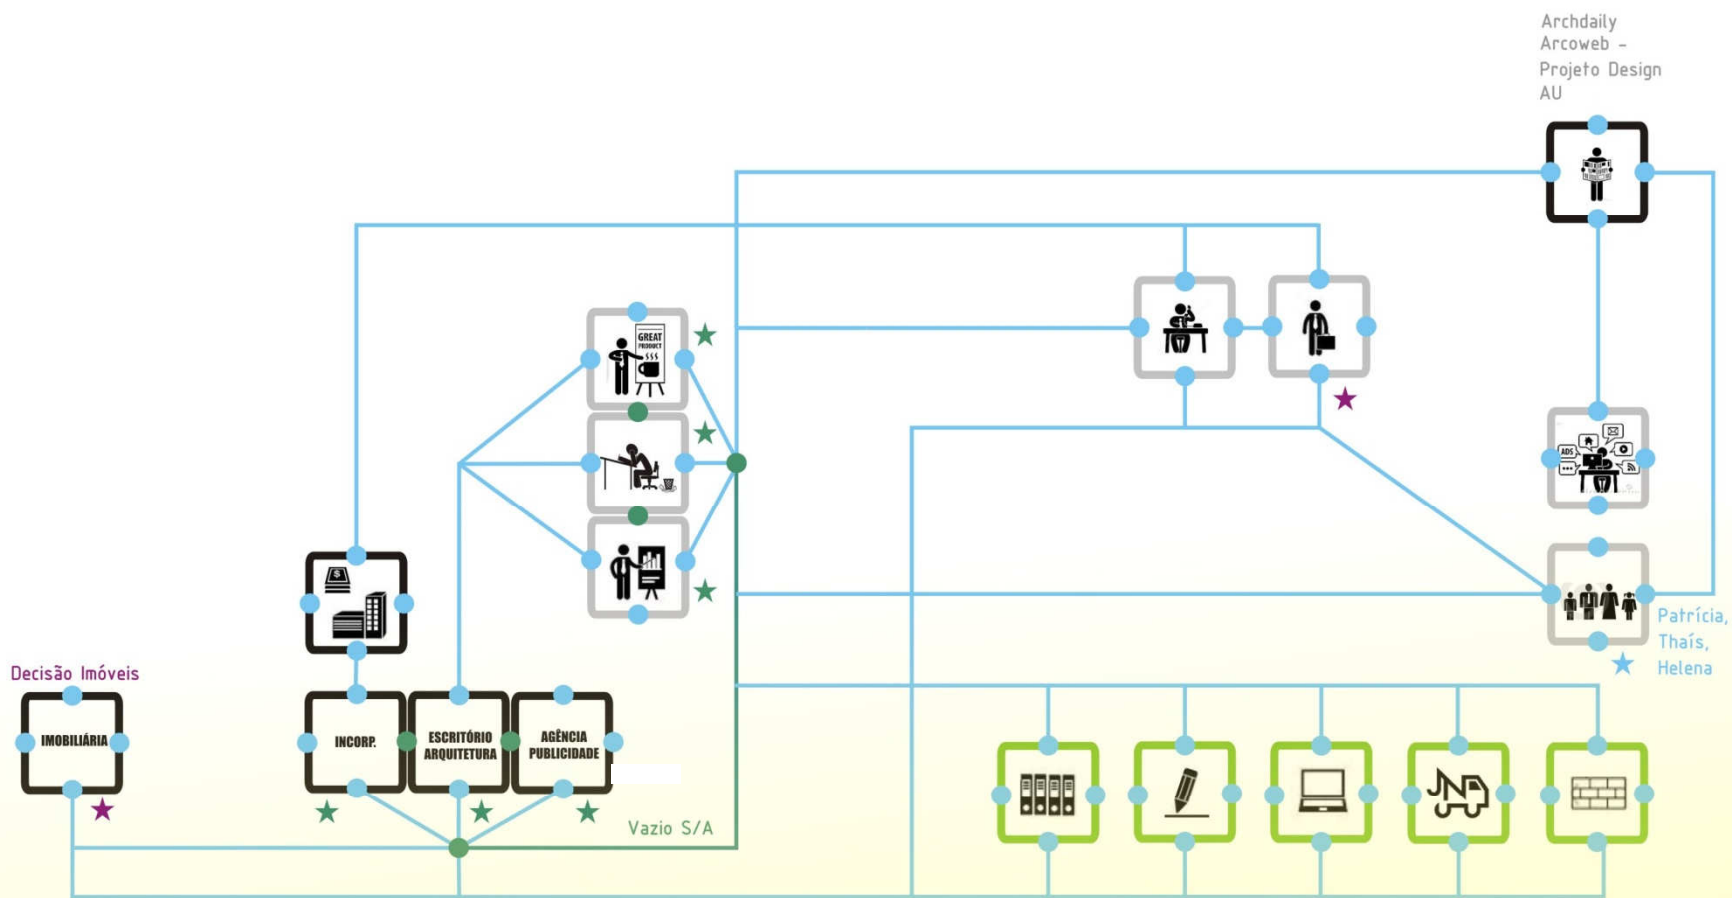 Archdaily
Arcoweb -
Projeto Design
AU
GREAT
PRODUCT
ADS
$
Patrícia,
Thaís,
Helena
Decisão Imóveis
IMOBILIÁRIA
INCORP.
ESCRITÓRIO
ARQUITETURA
AGÊNCIA
PUBLICIDADE
Vazio S/A